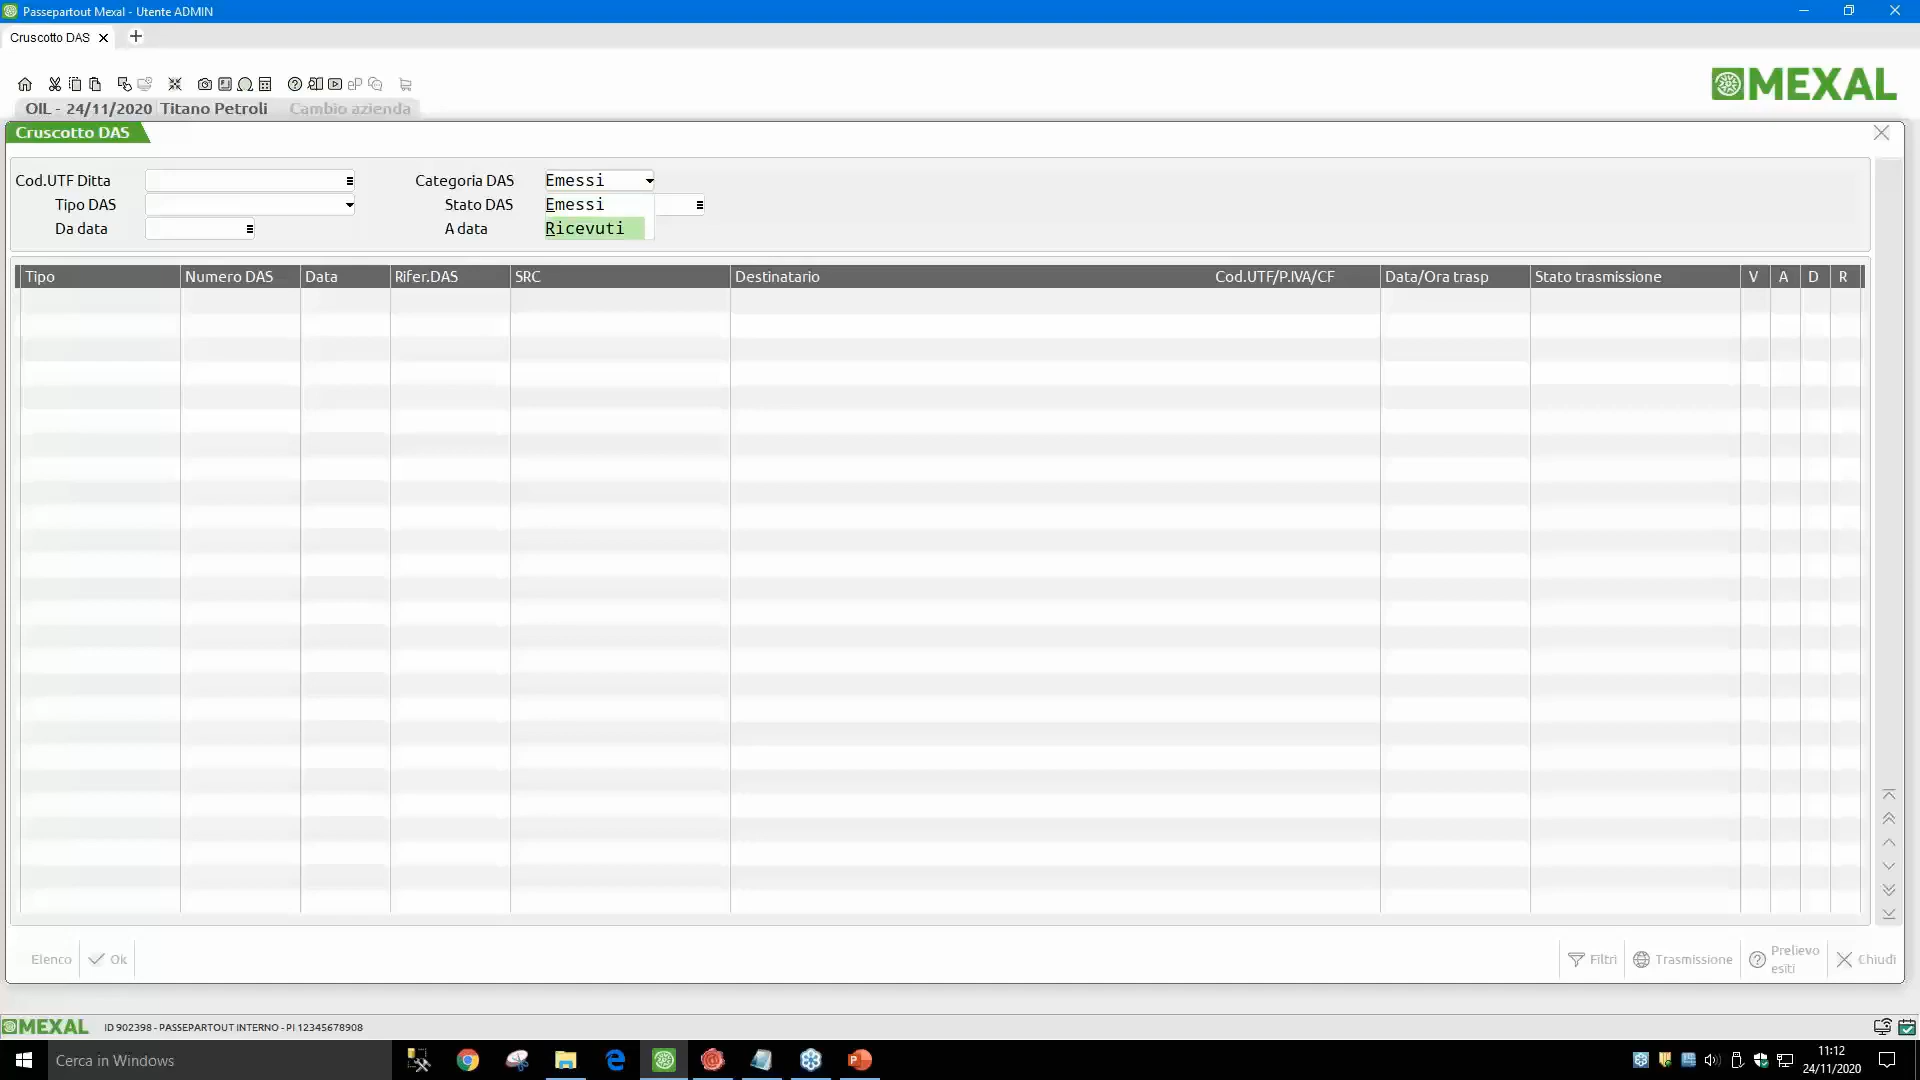 Passepartout Mexal - Utente ADMIN
Cruscotto DAS
MEXAL
OIL - 24/11/2020 Titano Petroli Cambio azienda
Cruscotto DAS
Cod.UTF Ditta Categoria DAS Emessi
Tipo DAS Stato DAS Emessi
Da data A data Ricevuti
Tipo Numero DAS Data Rifer.DAS SRC Destinatario Cod.UTF/P.IVA/CF Data/Ora trasp Stato trasmissione V A D R
Elenco Ok Filtri Trasmissione Prelievo esiti Chiudi
MEXAL ID 902398 - PASSEPARTOUT INTERNO - PI 12345678908
Cerca in Windows
11:12
24/11/2020